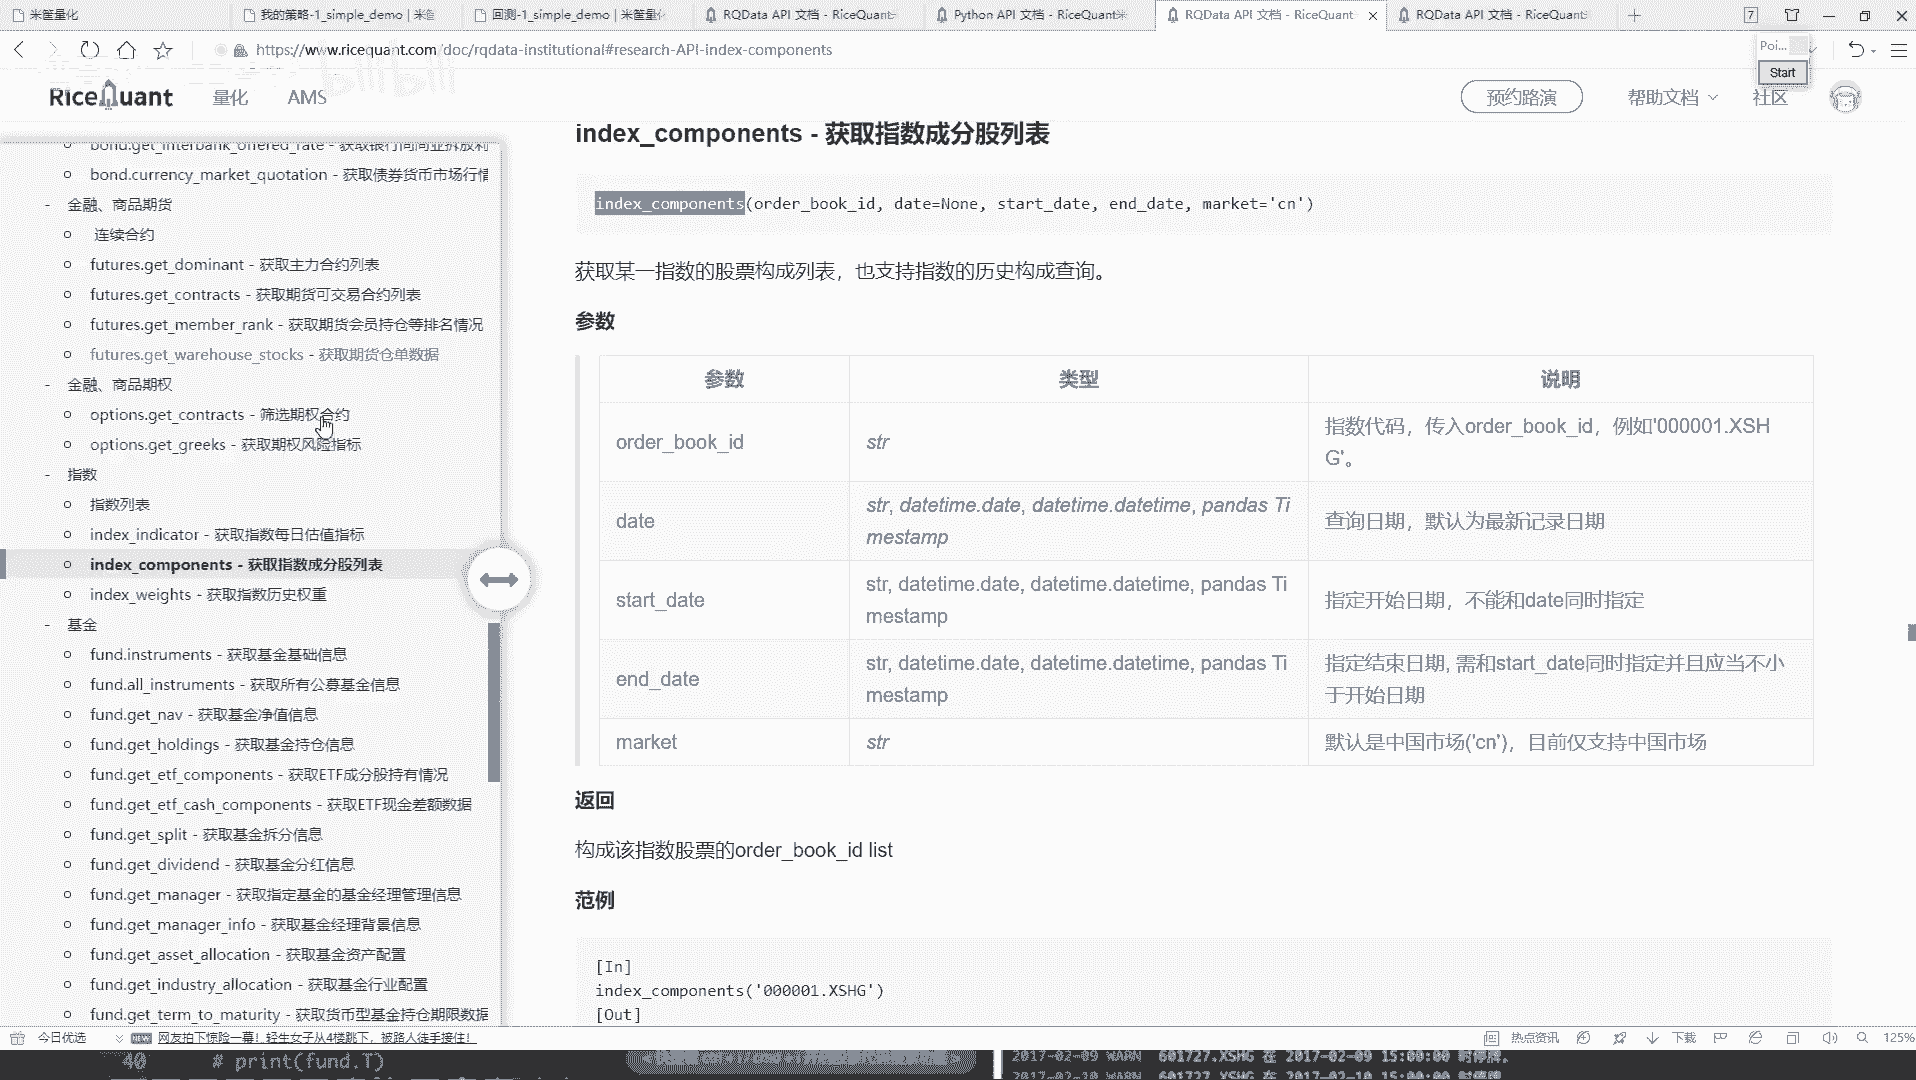 米筐量化
我的策略-1_simple_demo | 米筐
回测-1_simple_demo | 米筐量化
RQData API 文档 - RiceQuant
Python API 文档 - RiceQuant米
RQData API 文档 - RiceQuant
RQData API 文档 - RiceQuant
7
https://www.ricequant.com/doc/rqdata-institutional#research-API-index-components
Poi...
Start
bilibili
RiceQuant
量化
AMS
预约路演
帮助文档
社区
bond.get_interbank_offered_rate - 获取银行间同业拆放利
bond.currency_market_quotation - 获取债券货币市场行情
- 金融、商品期货
连续合约
futures.get_dominant - 获取主力合约列表
futures.get_contracts - 获取期货可交易合约列表
futures.get_member_rank - 获取期货会员持仓等排名情况
futures.get_warehouse_stocks - 获取期货仓单数据
- 金融、商品期权
options.get_contracts - 筛选期权合约
options.get_greeks - 获取期权风险指标
- 指数
指数列表
index_indicator - 获取指数每日估值指标
index_components - 获取指数成分股列表
index_weights - 获取指数历史权重
- 基金
fund.instruments - 获取基金基础信息
fund.all_instruments - 获取所有公募基金信息
fund.get_nav - 获取基金净值信息
fund.get_holdings - 获取基金持仓信息
fund.get_etf_components - 获取ETF成分股持有情况
fund.get_etf_cash_components - 获取ETF现金差额数据
fund.get_split - 获取基金拆分信息
fund.get_dividend - 获取基金分红信息
fund.get_manager - 获取指定基金的基金经理管理信息
fund.get_manager_info - 获取基金经理背景信息
fund.get_asset_allocation - 获取基金资产配置
fund.get_industry_allocation - 获取基金行业配置
fund.get_term_to_maturity - 获取货币型基金持仓期限数据
index_components - 获取指数成分股列表
index_components(order_book_id, date=None, start_date, end_date, market='cn')
获取某一指数的股票构成列表，也支持指数的历史构成查询。
参数
参数 类型 说明
order_book_id str 指数代码，传入order_book_id，例如'000001.XSH
G'。
date str, datetime.date, datetime.datetime, pandas Ti
mestamp 查询日期，默认为最新记录日期
start_date str, datetime.date, datetime.datetime, pandas Ti
mestamp 指定开始日期，不能和date同时指定
end_date str, datetime.date, datetime.datetime, pandas Ti
mestamp 指定结束日期, 需和start_date同时指定并且应当不小
于开始日期
market str 默认是中国市场('cn')，目前仅支持中国市场
返回
构成该指数股票的order_book_id list
范例
[In]
index_components('000001.XSHG')
[Out]
今日优选
NEW
网友拍下惊险一幕！轻生女子从4楼跳下，被路人徒手接住！
热点资讯
下载
125%
40 # print(fund.T)
2017-02-09 WARN 601727.XSHG 在 2017-02-09 15:00:00 时停牌。
2017-02-10 WARN 601727.XSHG 在 2017-02-10 15:00:00 时停牌。